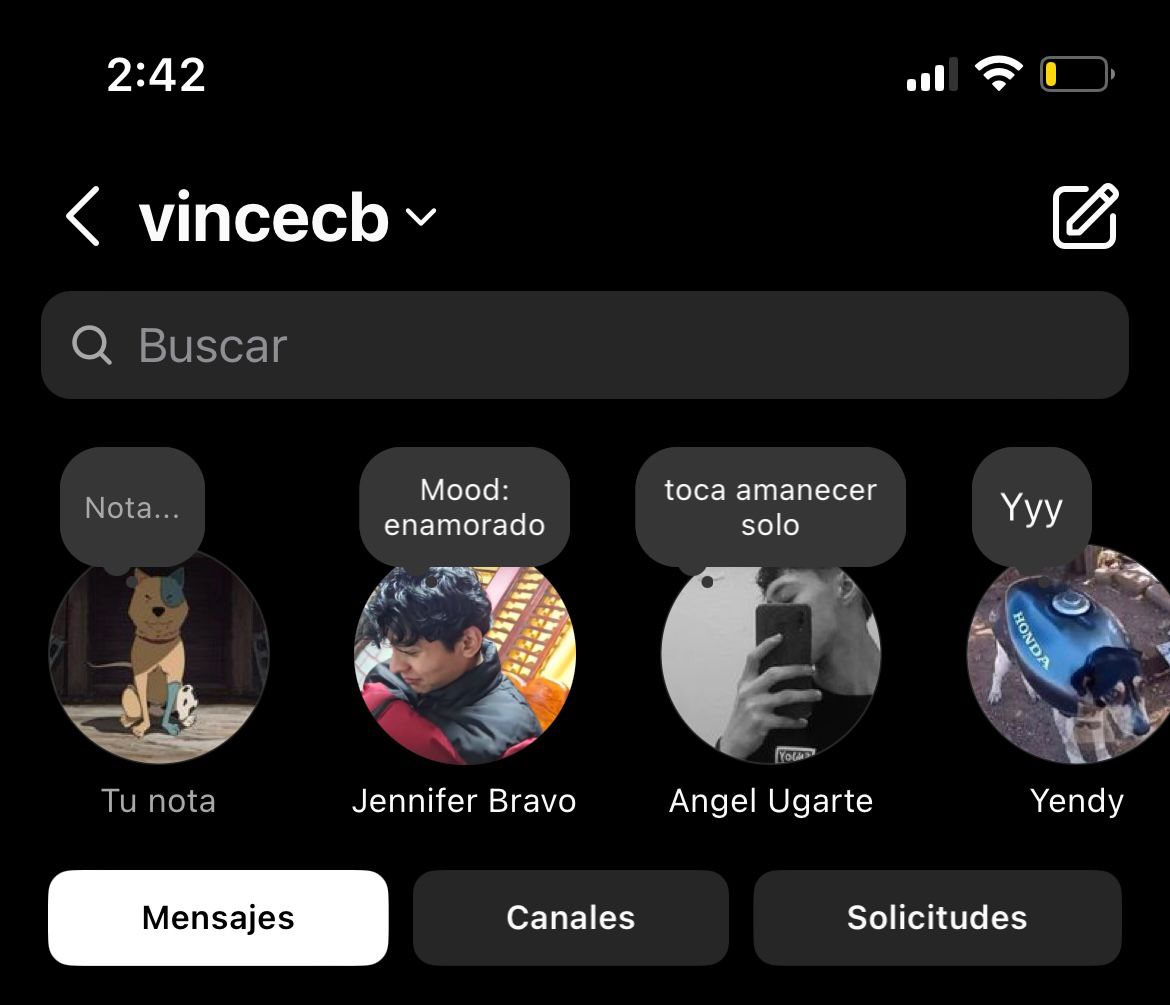 2:42
vincecb
Buscar
Nota...
Mood:
enamorado
toca amanecer
solo
Yyy
HONDA
Tu nota
Jennifer Bravo
Angel Ugarte
Yendy
Mensajes
Canales
Solicitudes